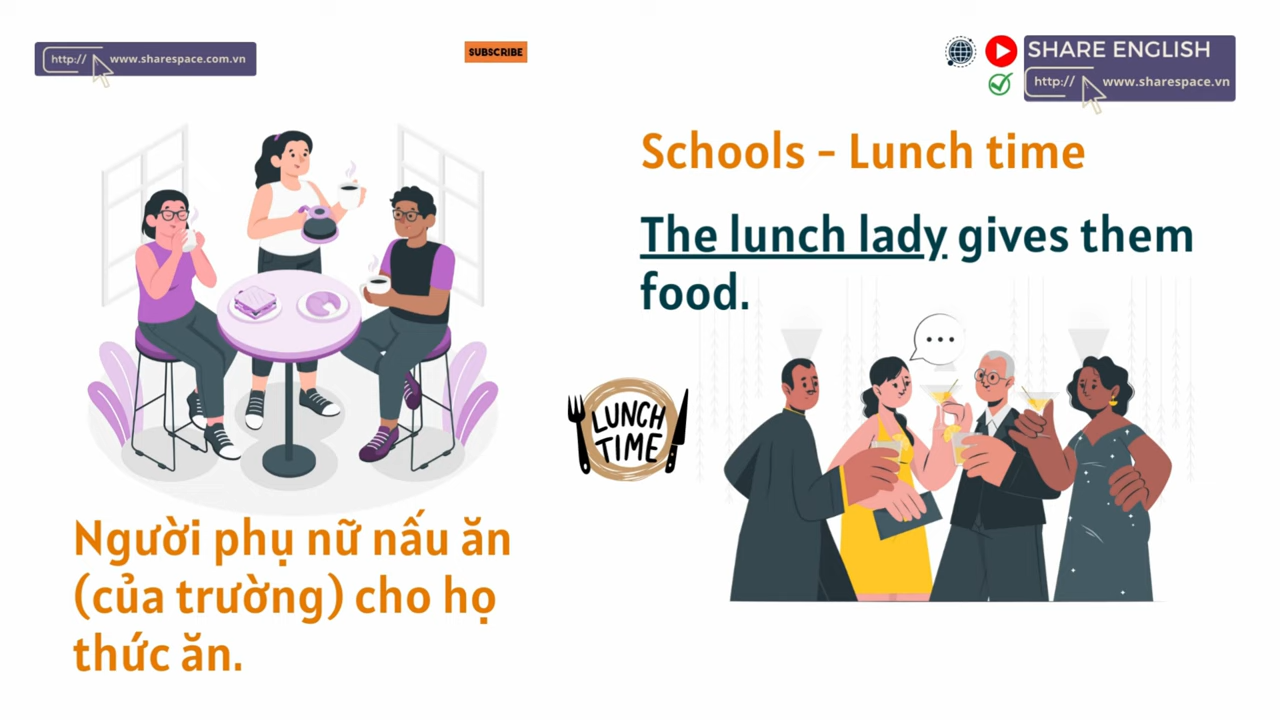 http:// www.sharespace.com.vn
SUBSCRIBE
SHARE ENGLISH
http:// www.sharespace.vn
Schools - Lunch time
The lunch lady gives them
food.
LUNCH
TIME
Người phụ nữ nấu ăn
(của trường) cho họ
thức ăn.